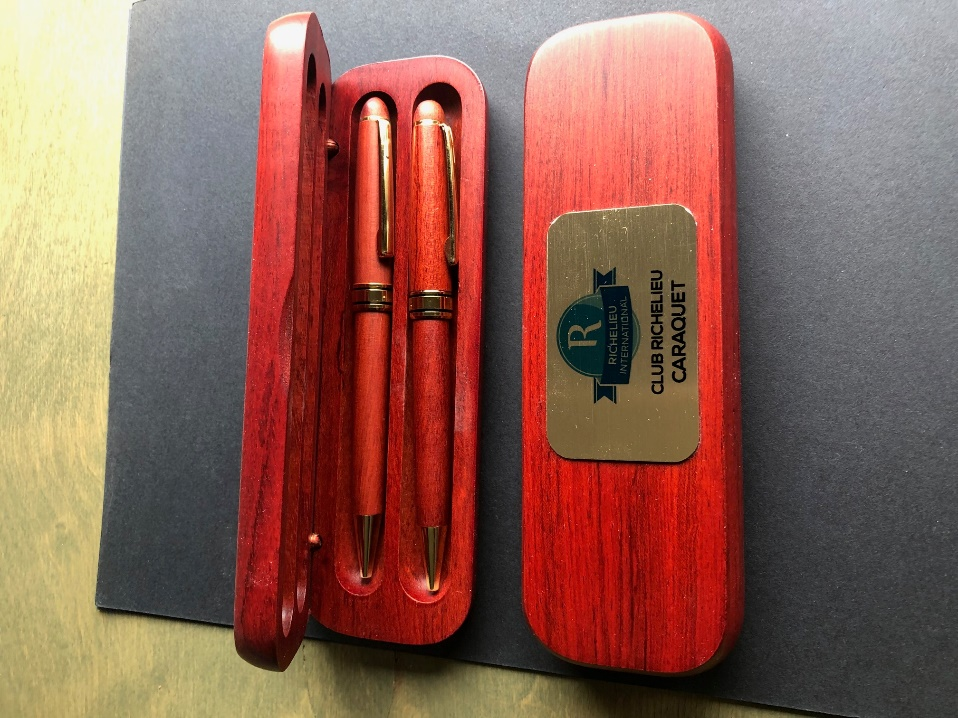 R
RICHELIEU
INTERNATIONAL
CLUB RICHELIEU
CARAQUET